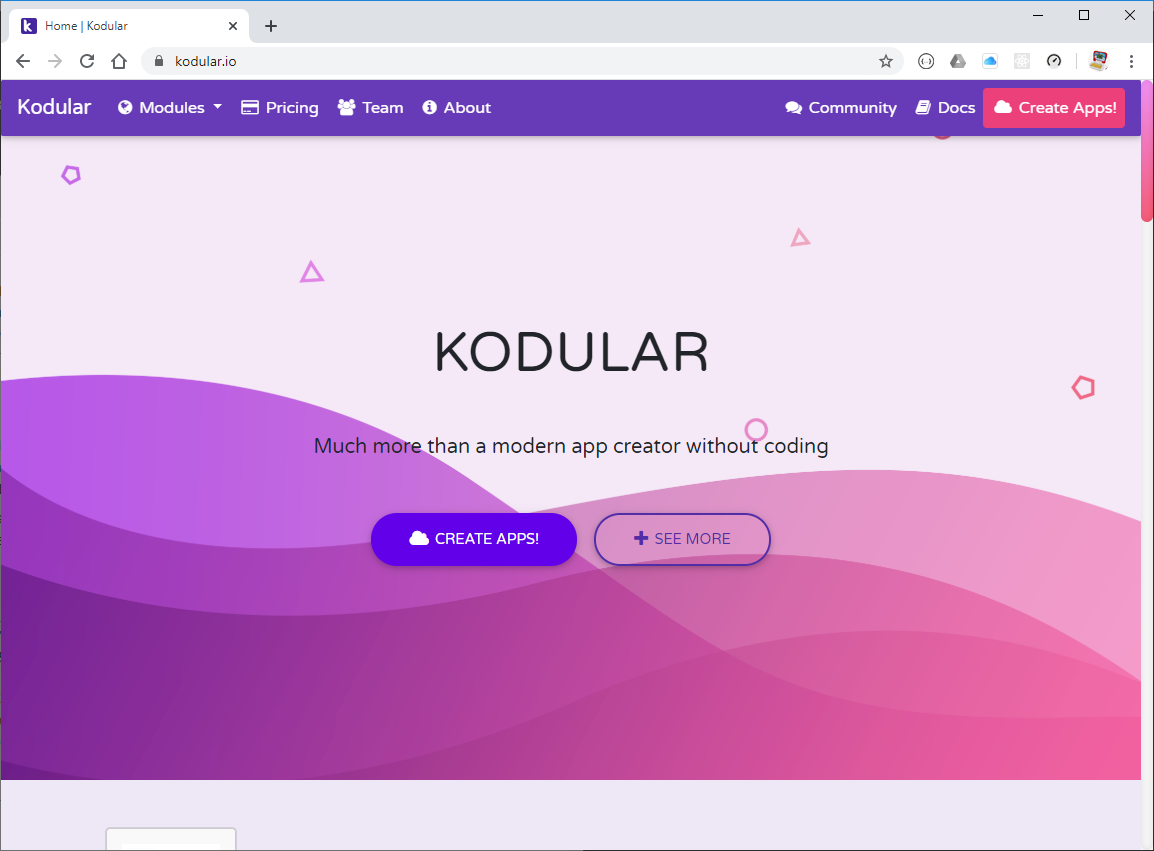 Home | Kodular
kodular.io
Kodular Modules Pricing Team About Community Docs Create Apps!
KODULAR
Much more than a modern app creator without coding
CREATE APPS! SEE MORE